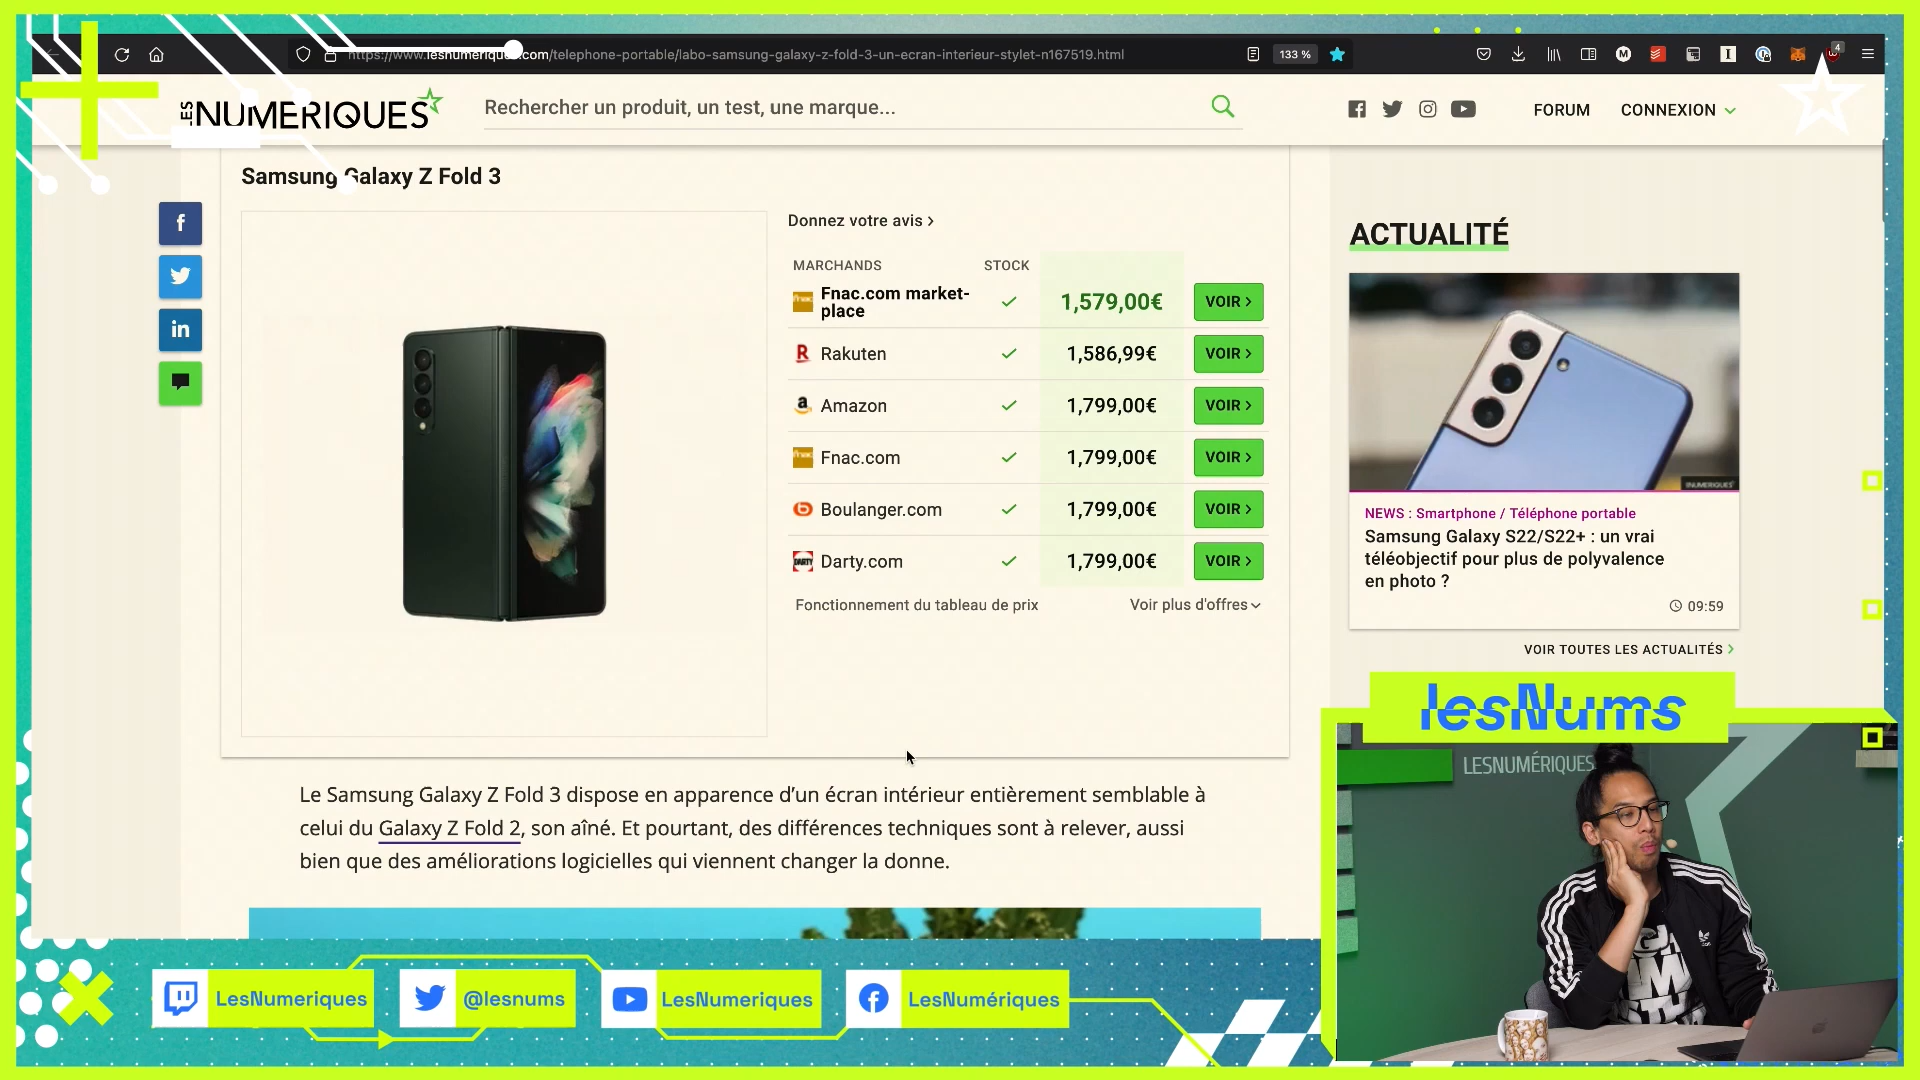 https://www.lesnumeriques.com/telephone-portable/labo-samsung-galaxy-z-fold-3-un-ecran-interieur-stylet-n167519.html
133 %
4
LES NUMERIQUES
Rechercher un produit, un test, une marque...
FORUM
CONNEXION
Samsung Galaxy Z Fold 3
Donnez votre avis >
MARCHANDS STOCK
Fnac.com market-
place
1,579,00€ VOIR >
Rakuten 1,586,99€ VOIR >
Amazon 1,799,00€ VOIR >
Fnac.com 1,799,00€ VOIR >
Boulanger.com 1,799,00€ VOIR >
DARTY Darty.com 1,799,00€ VOIR >
Fonctionnement du tableau de prix Voir plus d'offres
Le Samsung Galaxy Z Fold 3 dispose en apparence d’un écran intérieur entièrement semblable à
celui du Galaxy Z Fold 2, son aîné. Et pourtant, des différences techniques sont à relever, aussi
bien que des améliorations logicielles qui viennent changer la donne.
ACTUALITÉ
NEWS : Smartphone / Téléphone portable
Samsung Galaxy S22/S22+ : un vrai
téléobjectif pour plus de polyvalence
en photo ?
09:59
VOIR TOUTES LES ACTUALITÉS >
lesNums
LESNUMÉRIQUES
LesNumeriques
@lesnums
LesNumeriques
LesNumériques